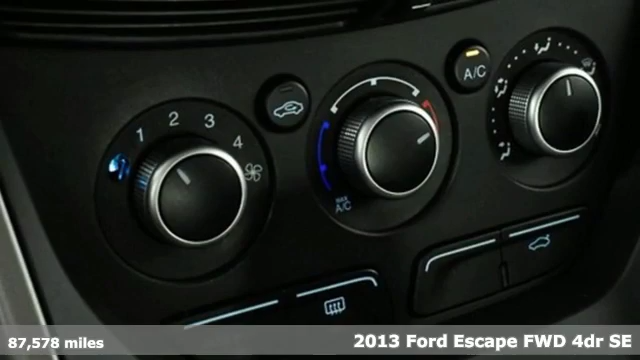 1 2 3 4
A/C
MAX
A/C
87,578 miles
2013 Ford Escape FWD 4dr SE